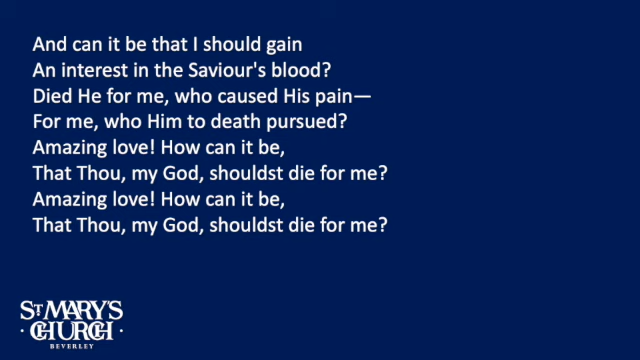 And can it be that I should gain
An interest in the Saviour's blood?
Died He for me, who caused His pain—
For me, who Him to death pursued?
Amazing love! How can it be,
That Thou, my God, shouldst die for me?
Amazing love! How can it be,
That Thou, my God, shouldst die for me?
ST MARY'S
CHURCH
BEVERLEY